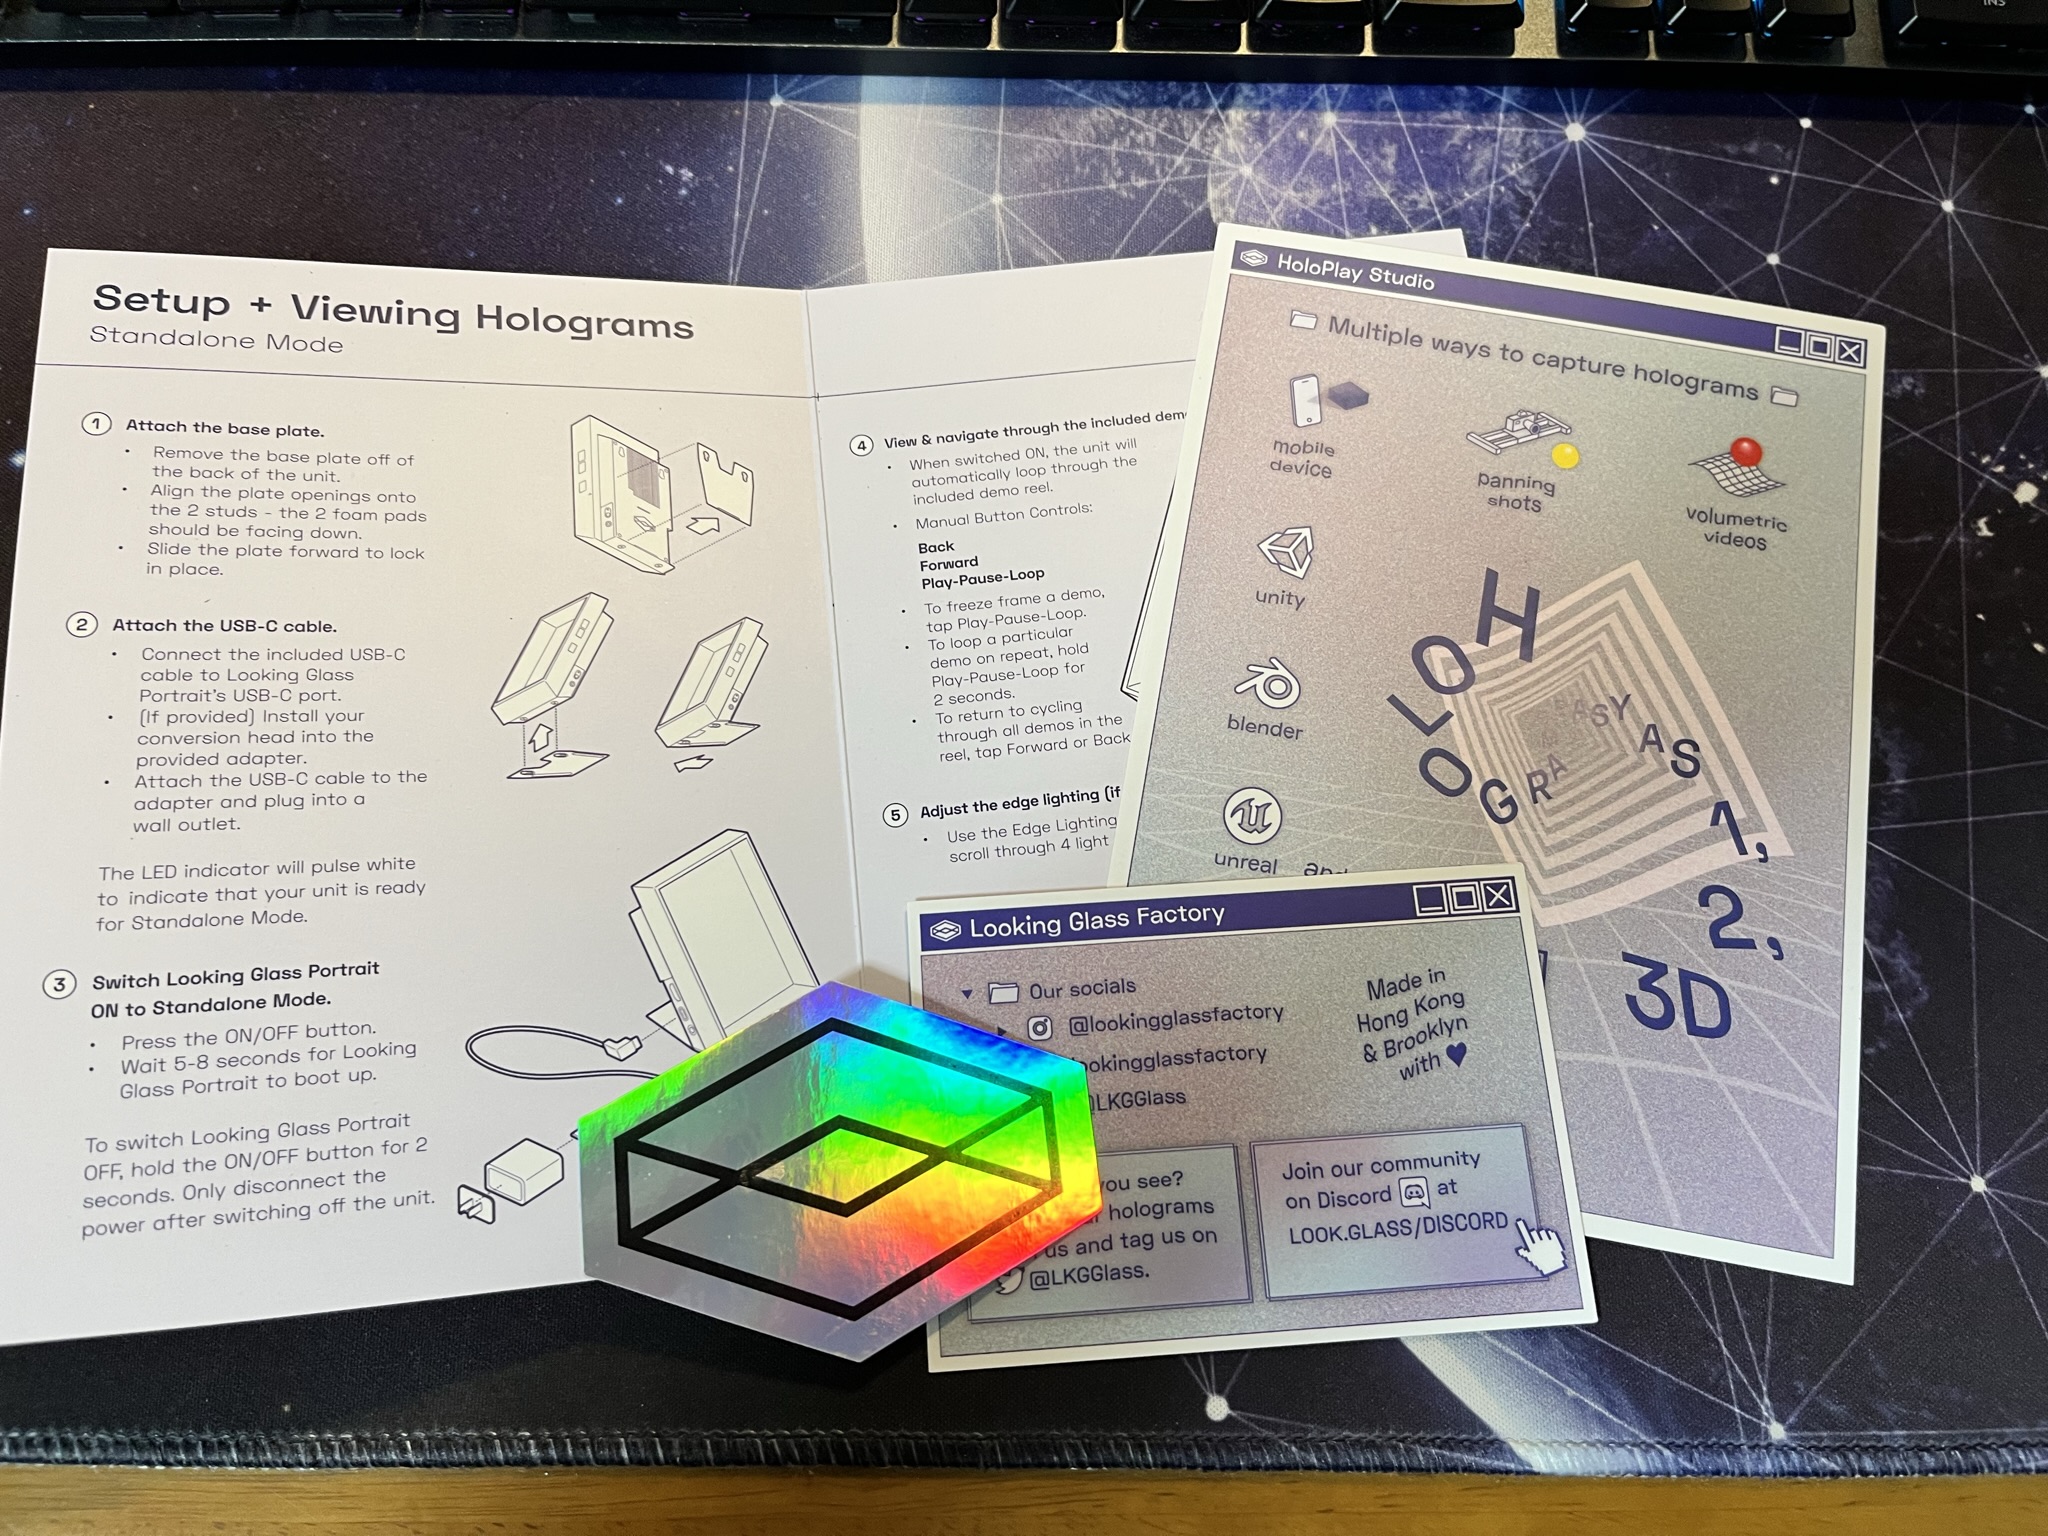 INS
Setup + Viewing Holograms
Standalone Mode
1 Attach the base plate.
• Remove the base plate off of
the back of the unit.
• Align the plate openings onto
the 2 studs - the 2 foam pads
should be facing down.
• Slide the plate forward to lock
in place.
2 Attach the USB-C cable.
• Connect the included USB-C
cable to Looking Glass
Portrait's USB-C port.
• (If provided) Install your
conversion head into the
provided adapter.
• Attach the USB-C cable to the
adapter and plug into a
wall outlet.
The LED indicator will pulse white
to indicate that your unit is ready
for Standalone Mode.
3 Switch Looking Glass Portrait
ON to Standalone Mode.
• Press the ON/OFF button.
• Wait 5-8 seconds for Looking
Glass Portrait to boot up.
To switch Looking Glass Portrait
OFF, hold the ON/OFF button for 2
seconds. Only disconnect the
power after switching off the unit.
4 View & navigate through the included dem
• When switched ON, the unit will
automatically loop through the
included demo reel.
• Manual Button Controls:
Back
Forward
Play-Pause-Loop
• To freeze frame a demo,
tap Play-Pause-Loop.
• To loop a particular
demo on repeat, hold
Play-Pause-Loop for
2 seconds.
• To return to cycling
through all demos in the
reel, tap Forward or Back
5 Adjust the edge lighting (if
• Use the Edge Lighting
scroll through 4 light
HoloPlay Studio
Multiple ways to capture holograms
mobile
device
panning
shots
volumetric
videos
unity
blender
unreal
and
HOLOGRA
ASY
AS
1,
2,
3D
Looking Glass Factory
Our socials
@lookingglassfactory
ookingglassfactory
LKGGlass
Made in
Hong Kong
& Brooklyn
with ♥
ou see?
holograms
us and tag us on
@LKGGlass.
Join our community
on Discord at
LOOK.GLASS/DISCORD